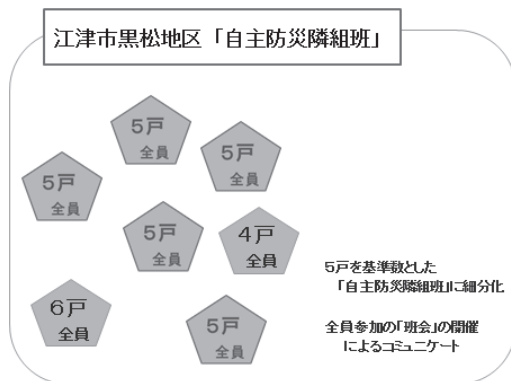 江津市黒松地区「自主防災隣組班」
5戸
全員
5戸
全員
5戸
全員
5戸
全員
4戸
全員
6戸
全員
5戸
全員
5戸を基準数とした
「自主防災隣組班」に細分化
全員参加の「班会」の開催
によるコミュニケート